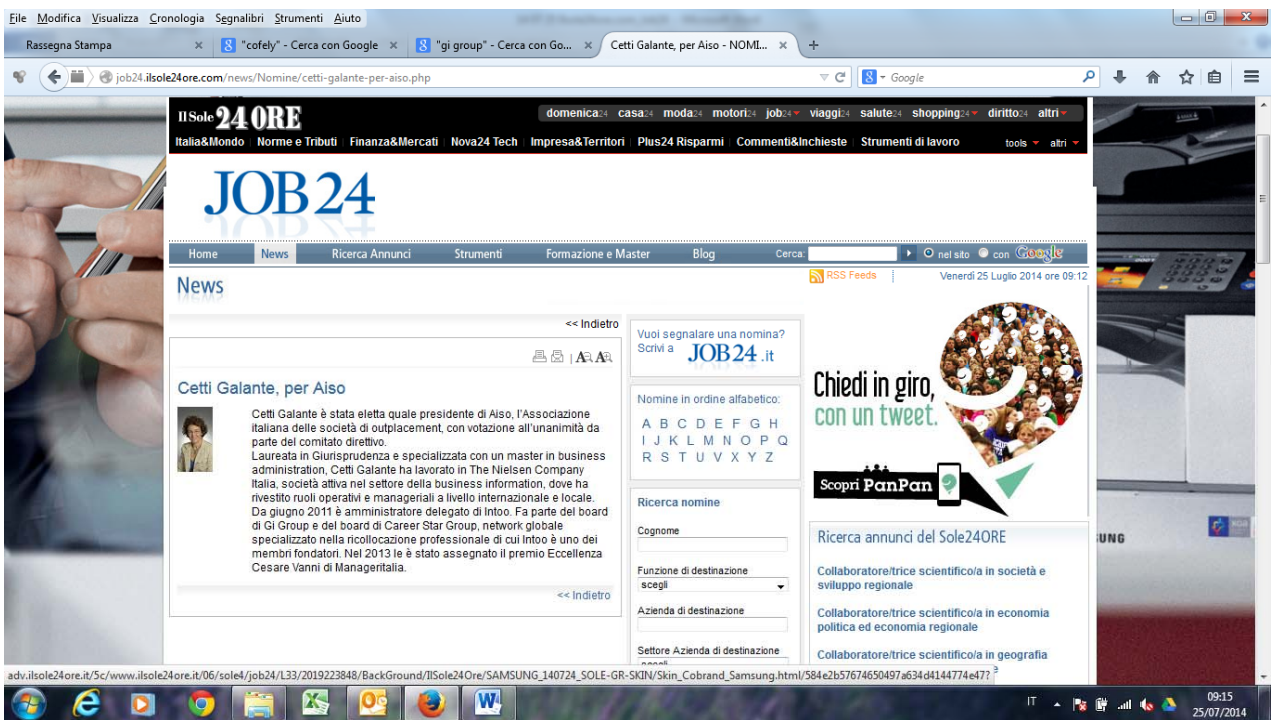 File Modifica Visualizza Cronologia Segnalibri Strumenti Aiuto
Rassegna Stampa
"cofely" - Cerca con Google
"gi group" - Cerca con Go...
Cetti Galante, per Aiso - NOMI...
job24.ilsole24ore.com/news/Nomine/cetti-galante-per-aiso.php
Google
Il Sole 24 ORE
domenica24 casa24 moda24 motori24 job24 viaggi24 salute24 shopping24 diritto24 altri
Italia&Mondo Norme e Tributi Finanza&Mercati Nova24 Tech Impresa&Territori Plus24 Risparmi Commenti&Inchieste Strumenti di lavoro tools altri
JOB 24
Home News Ricerca Annunci Strumenti Formazione e Master Blog Cerca: nel sito con Google
RSS Feeds
Venerdì 25 Luglio 2014 ore 09:12
News
<< Indietro
Cetti Galante, per Aiso
Cetti Galante è stata eletta quale presidente di Aiso, l'Associazione
italiana delle società di outplacement, con votazione all'unanimità da
parte del comitato direttivo.
Laureata in Giurisprudenza e specializzata con un master in business
administration, Cetti Galante ha lavorato in The Nielsen Company
Italia, società attiva nel settore della business information, dove ha
rivestito ruoli operativi e manageriali a livello internazionale e locale.
Da giugno 2011 è amministratore delegato di Intoo. Fa parte del board
di Gi Group e del board di Career Star Group, network globale
specializzato nella ricollocazione professionale di cui Intoo è uno dei
membri fondatori. Nel 2013 le è stato assegnato il premio Eccellenza
Cesare Vanni di Manageritalia.
<< Indietro
Vuoi segnalare una nomina?
Scrivi a JOB 24 .it
Nomine in ordine alfabetico:
A B C D E F G H
I J K L M N O P Q
R S T U V X Y Z
Ricerca nomine
Cognome
Funzione di destinazione
scegli
Azienda di destinazione
Settore Azienda di destinazione
Chiedi in giro,
con un tweet.
Scopri PanPan
Ricerca annunci del Sole24ORE
Collaboratore/trice scientifico/a in società e
sviluppo regionale
Collaboratore/trice scientifico/a in economia
politica ed economia regionale
Collaboratore/trice scientifico/a in geografia
adv.ilsole24ore.it/5c/www.ilsole24ore.it/06/sole4/job24/L33/2019223848/BackGround/IlSole24Ore/SAMSUNG_140724_SOLE-GR-SKIN/Skin_Cobrand_Samsung.html/584e2b57674650497a634d4144774e47?
IT
09:15
25/07/2014